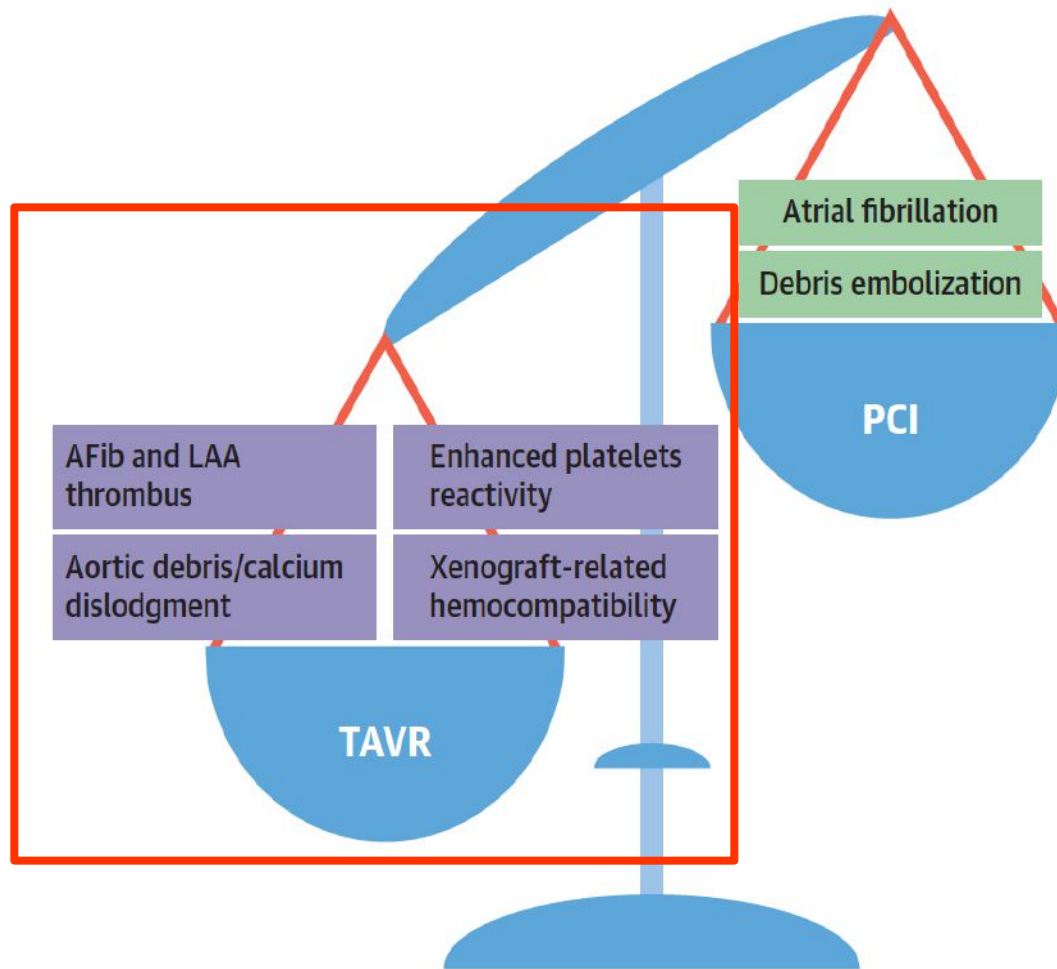 Atrial fibrillation
Debris embolization
PCI
AFib and LAA
thrombus
Enhanced platelets
reactivity
Aortic debris/calcium
dislodgment
Xenograft-related
hemocompatibility
TAVR